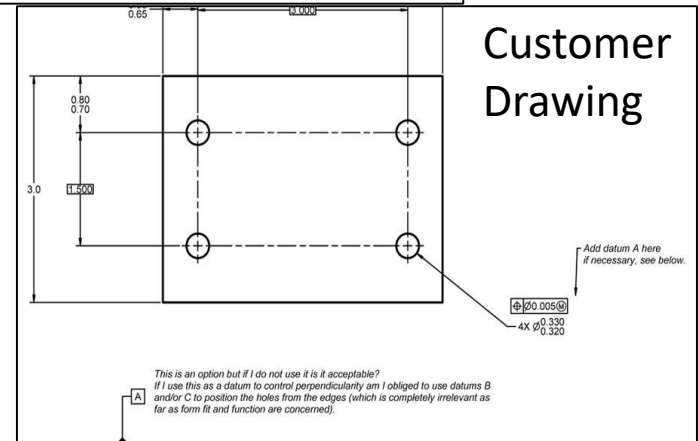 0.65
3.000
Customer
Drawing
0.80
0.70
3.0
1.500
Add datum A here
if necessary, see below.
⌖ Ø0.005Ⓜ
4X Ø0.330
0.320
This is an option but if I do not use it is it acceptable?
A
If I use this as a datum to control perpendicularity am I obliged to use datums B
and/or C to position the holes from the edges (which is completely irrelevant as
far as form fit and function are concerned).